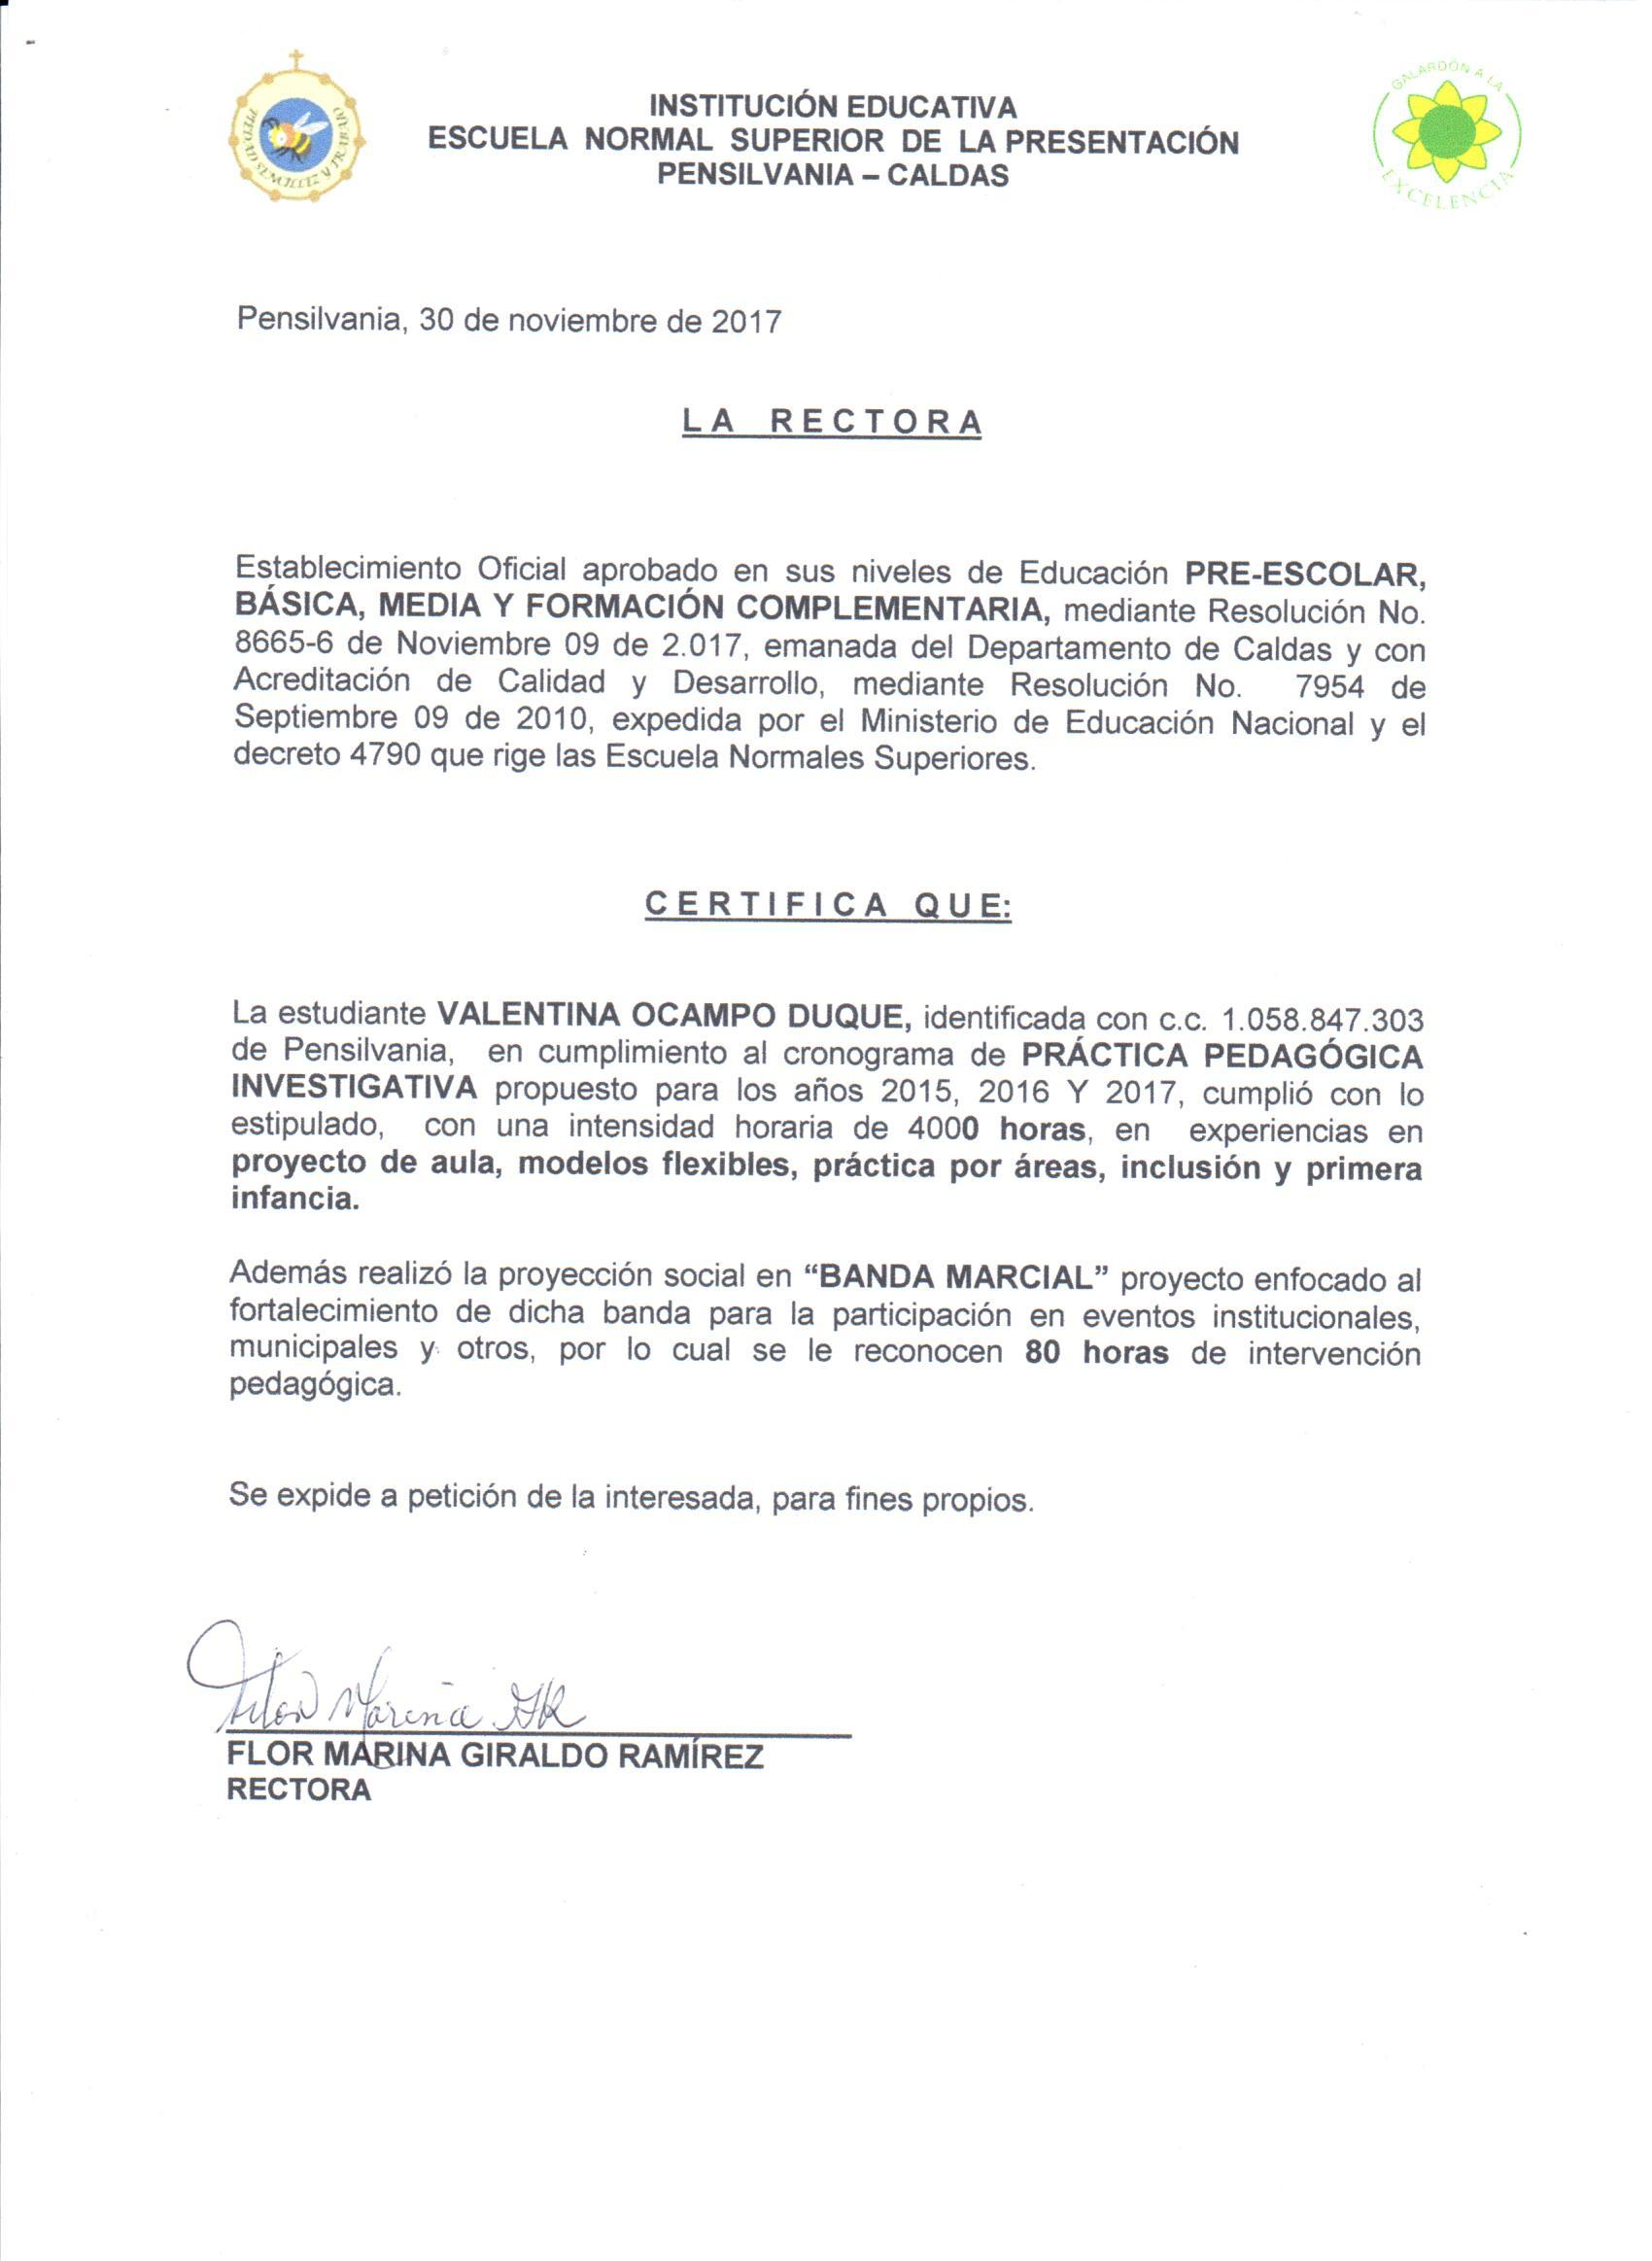 INSTITUCIÓN EDUCATIVA
ESCUELA NORMAL SUPERIOR DE LA PRESENTACIÓN
PENSILVANIA – CALDAS
PIEDAD SENCILLEZ Y TRABAJO
GALARDÓN A LA
EXCELENCIA
Pensilvania, 30 de noviembre de 2017
LA RECTORA
Establecimiento Oficial aprobado en sus niveles de Educación PRE-ESCOLAR,
BÁSICA, MEDIA Y FORMACIÓN COMPLEMENTARIA, mediante Resolución No.
8665-6 de Noviembre 09 de 2.017, emanada del Departamento de Caldas y con
Acreditación de Calidad y Desarrollo, mediante Resolución No. 7954 de
Septiembre 09 de 2010, expedida por el Ministerio de Educación Nacional y el
decreto 4790 que rige las Escuela Normales Superiores.
CERTIFICA QUE:
La estudiante VALENTINA OCAMPO DUQUE, identificada con c.c. 1.058.847.303
de Pensilvania, en cumplimiento al cronograma de PRÁCTICA PEDAGÓGICA
INVESTIGATIVA propuesto para los años 2015, 2016 Y 2017, cumplió con lo
estipulado, con una intensidad horaria de 4000 horas, en experiencias en
proyecto de aula, modelos flexibles, práctica por áreas, inclusión y primera
infancia.
Además realizó la proyección social en “BANDA MARCIAL” proyecto enfocado al
fortalecimiento de dicha banda para la participación en eventos institucionales,
municipales y otros, por lo cual se le reconocen 80 horas de intervención
pedagógica.
Se expide a petición de la interesada, para fines propios.
Flor Marina GR
FLOR MARINA GIRALDO RAMÍREZ
RECTORA